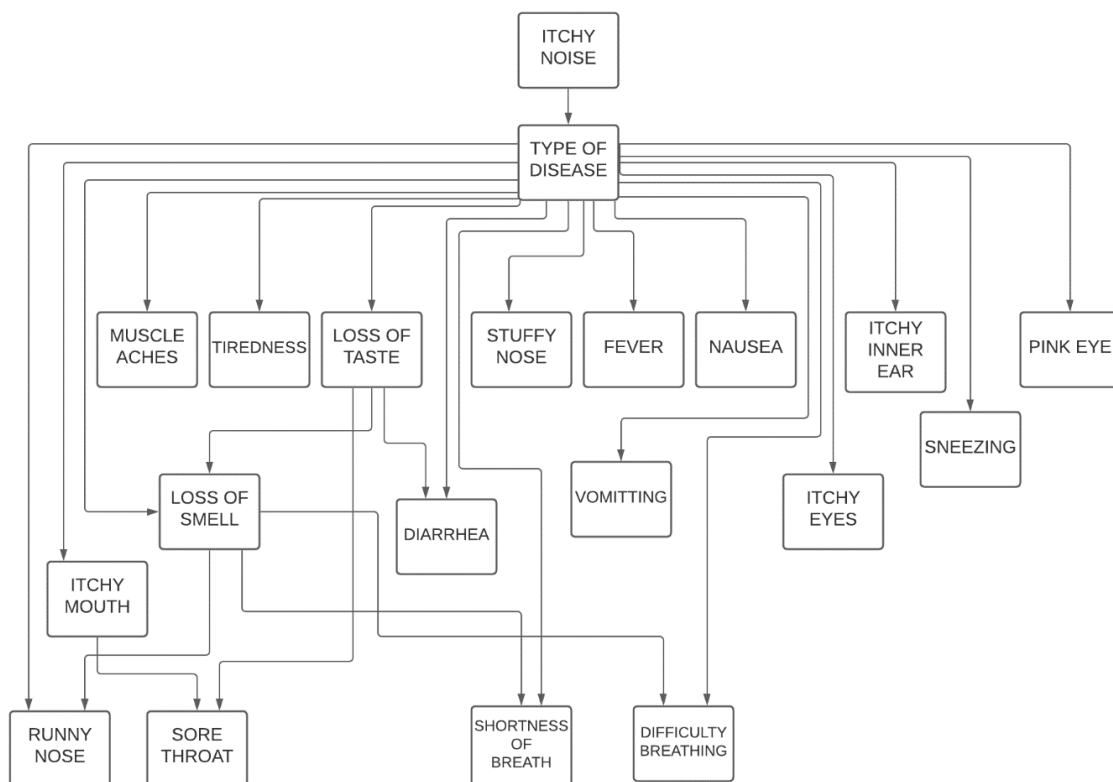 ITCHY
NOISE
TYPE OF
DISEASE
MUSCLE
ACHES
TIREDNESS
LOSS OF
TASTE
STUFFY
NOSE
FEVER
NAUSEA
ITCHY
INNER
EAR
PINK EYE
SNEEZING
LOSS OF
SMELL
DIARRHEA
VOMITTING
ITCHY
EYES
ITCHY
MOUTH
RUNNY
NOSE
SORE
THROAT
SHORTNESS
OF
BREATH
DIFFICULTY
BREATHING